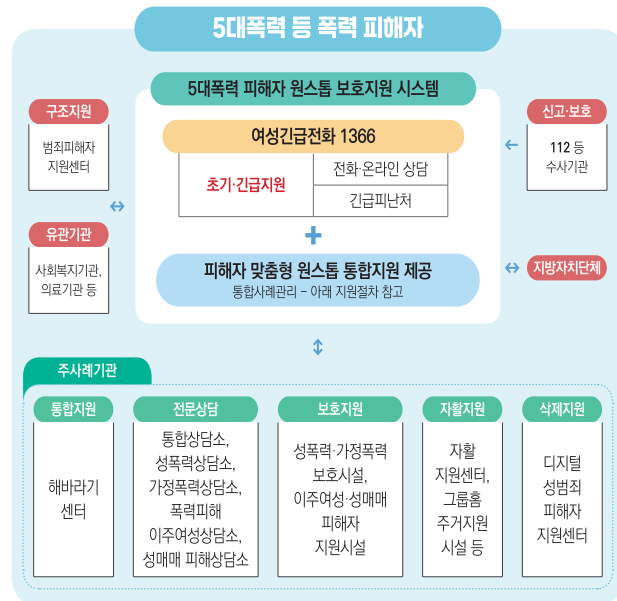 5대폭력 등 폭력 피해자
5대폭력 피해자 원스톱 보호지원 시스템
구조지원
범죄피해자
지원센터
유관기관
사회복지기관,
의료기관 등
여성긴급전화 1366
초기·긴급지원
전화·온라인 상담
긴급피난처
피해자 맞춤형 원스톱 통합지원 제공
통합사례관리 – 아래 지원절차 참고
신고·보호
112 등
수사기관
지방자치단체
주사례기관
통합지원
해바라기
센터
전문상담
통합상담소,
성폭력상담소,
가정폭력상담소,
폭력피해
이주여성상담소,
성매매 피해상담소
보호지원
성폭력·가정폭력
보호시설,
이주여성·성매매
피해자
지원시설
자활지원
자활
지원센터,
그룹홈
주거지원
시설 등
삭제지원
디지털
성범죄
피해자
지원센터